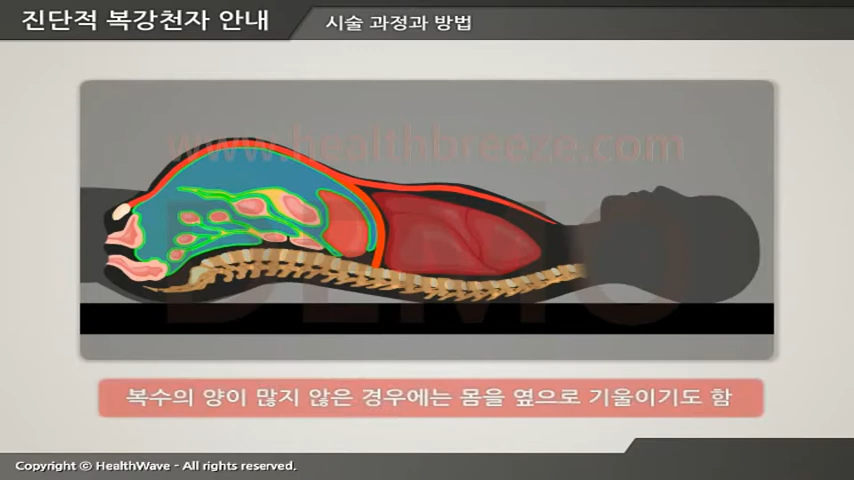 진단적 복강천자 안내
시술 과정과 방법
www.healthbreeze.com
DEMO
복수의 양이 많지 않은 경우에는 몸을 옆으로 기울이기도 함
Copyright ⓒ HealthWave - All rights reserved.